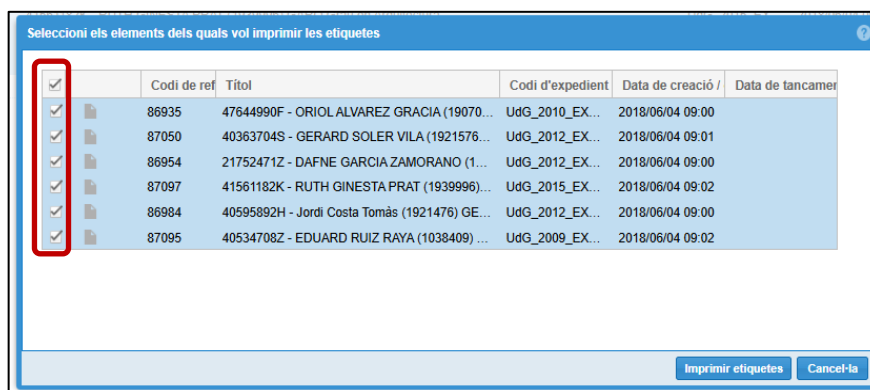 Seleccioni els elements dels quals vol imprimir les etiquetes
Codi de ref Títol Codi d'expedient Data de creació / Data de tancamer
86935 47644990F - ORIOL ALVAREZ GRACIA (19070... UdG_2010_EX... 2018/06/04 09:00
87050 40363704S - GERARD SOLER VILA (1921576... UdG_2012_EX... 2018/06/04 09:01
86954 21752471Z - DAFNE GARCIA ZAMORANO (1... UdG_2012_EX... 2018/06/04 09:00
87097 41561182K - RUTH GINESTA PRAT (1939996)... UdG_2015_EX... 2018/06/04 09:02
86984 40595892H - Jordi Costa Tomàs (1921476) GE... UdG_2012_EX... 2018/06/04 09:00
87095 40534708Z - EDUARD RUIZ RAYA (1038409) ... UdG_2009_EX... 2018/06/04 09:02
Imprimir etiquetes Cancel·la